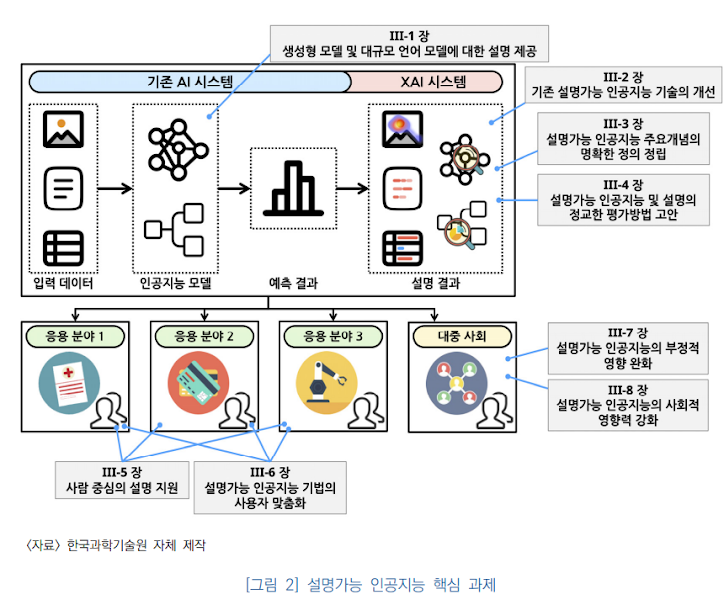 III-1 장
생성형 모델 및 대규모 언어 모델에 대한 설명 제공
기존 AI 시스템
XAI 시스템
III-2 장
기존 설명가능 인공지능 기술의 개선
III-3 장
설명가능 인공지능 주요개념의
명확한 정의 정립
III-4 장
설명가능 인공지능 및 설명의
정교한 평가방법 고안
입력 데이터
인공지능 모델
예측 결과
설명 결과
응용 분야 1
응용 분야 2
응용 분야 3
대중 사회
III-7 장
설명가능 인공지능의 부정적
영향 완화
III-8 장
설명가능 인공지능의 사회적
영향력 강화
III-5 장
사람 중심의 설명 지원
III-6 장
설명가능 인공지능 기법의
사용자 맞춤화
〈자료〉 한국과학기술원 자체 제작
[그림 2] 설명가능 인공지능 핵심 과제